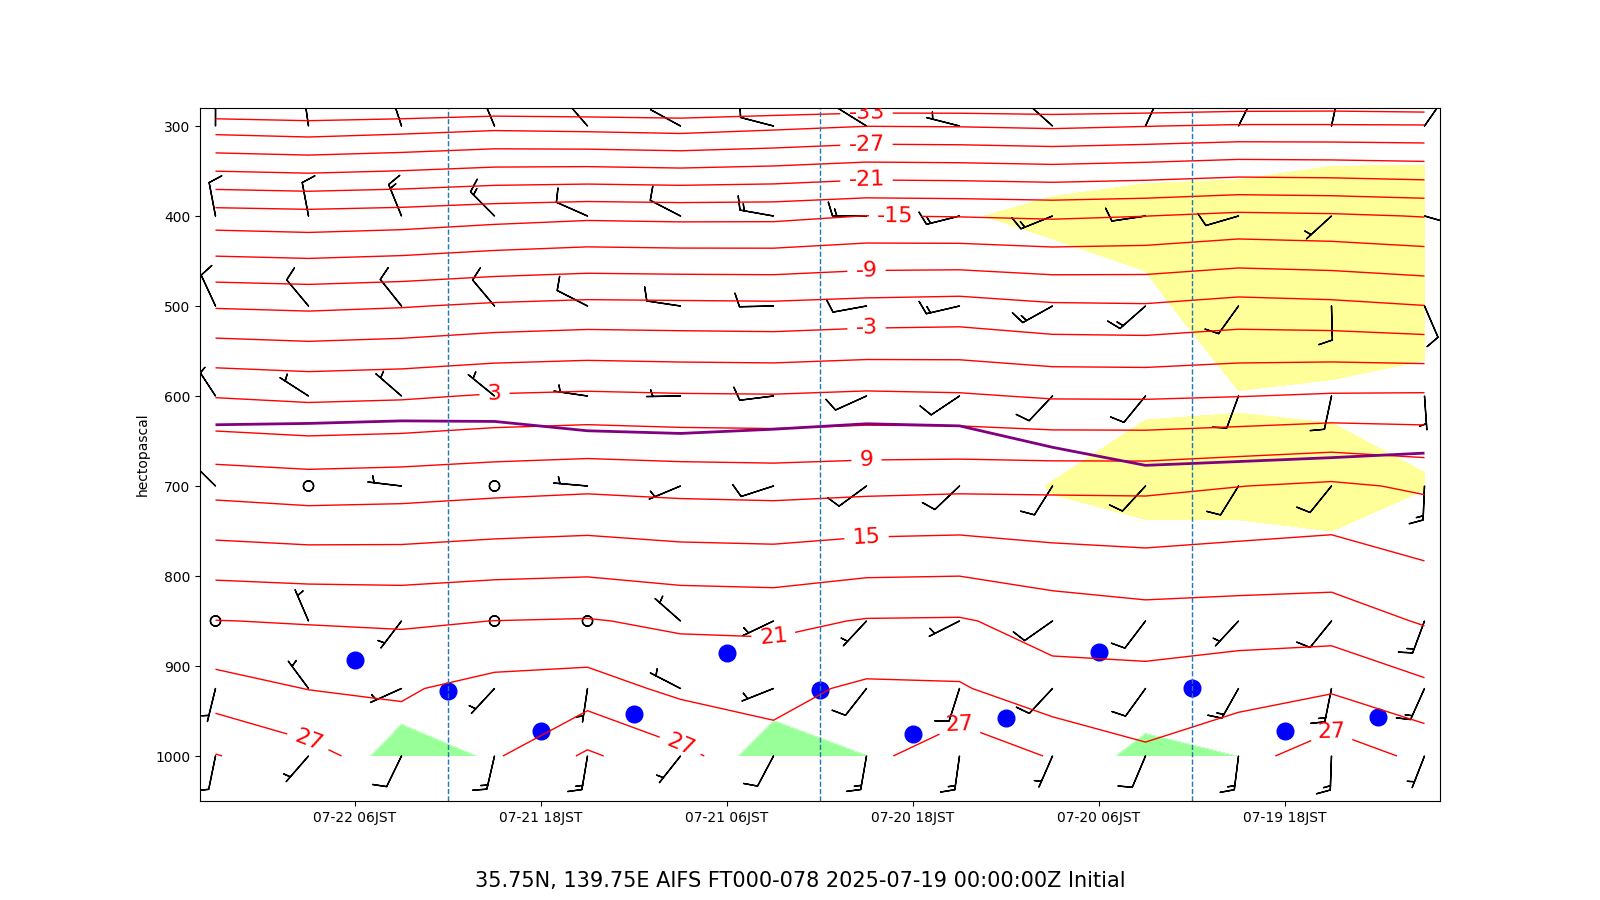 300
400
500
600
700
800
900
1000
hectopascal
-33
-27
-21
-15
-9
-3
3
9
15
21
27
27
27
27
07-22 06JST
07-21 18JST
07-21 06JST
07-20 18JST
07-20 06JST
07-19 18JST
35.75N, 139.75E AIFS FT000-078 2025-07-19 00:00:00Z Initial